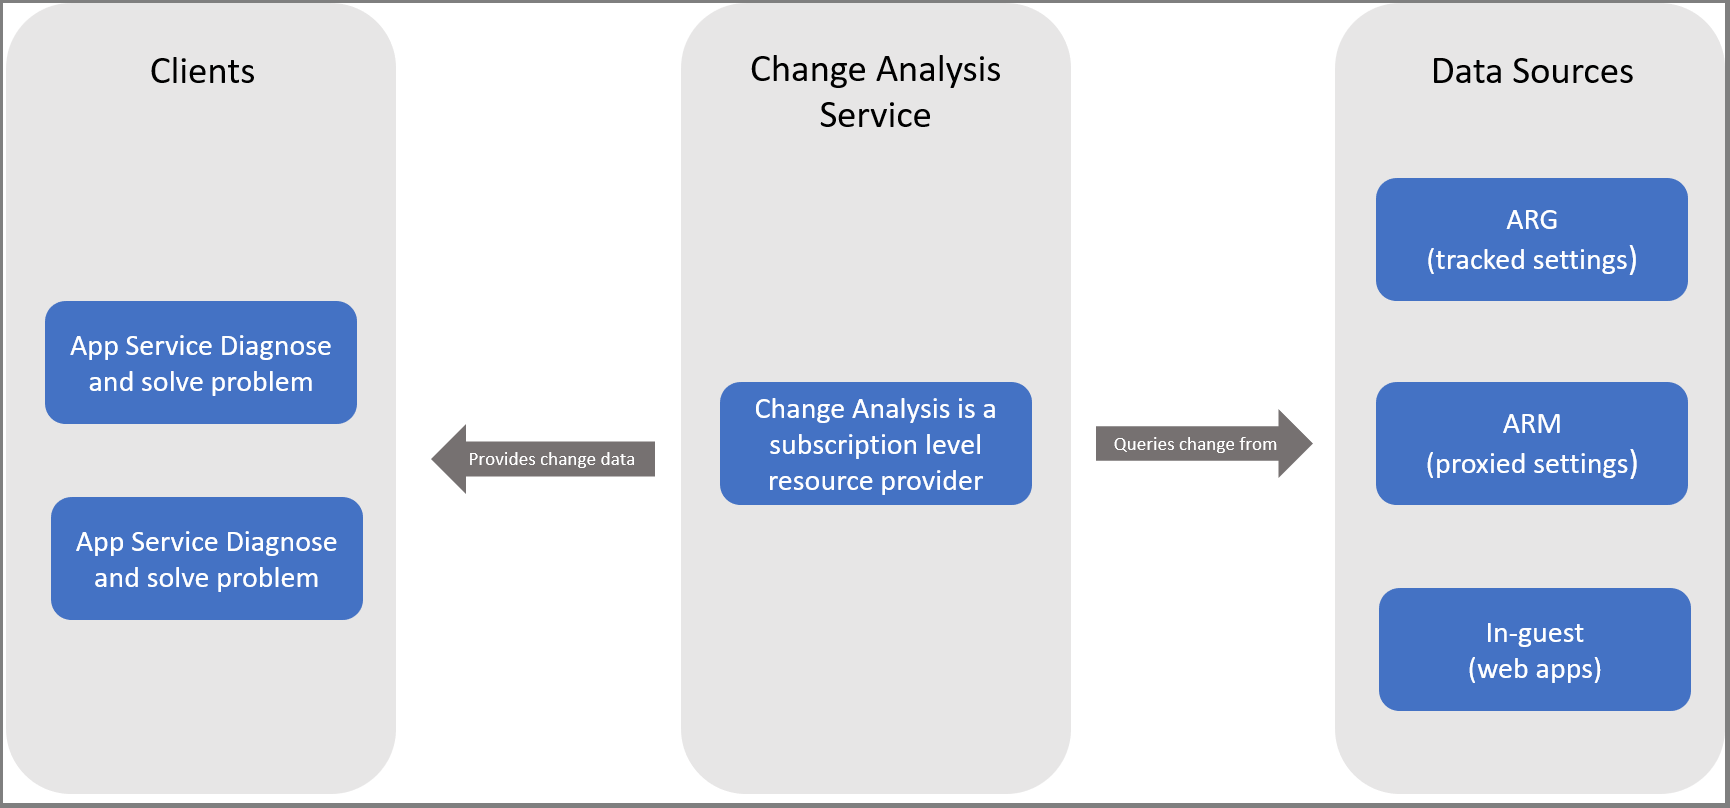 Clients
App Service Diagnose
and solve problem
App Service Diagnose
and solve problem
Provides change data
Change Analysis
Service
Change Analysis is a
subscription level
resource provider
Queries change from
Data Sources
ARG
(tracked settings)
ARM
(proxied settings)
In-guest
(web apps)